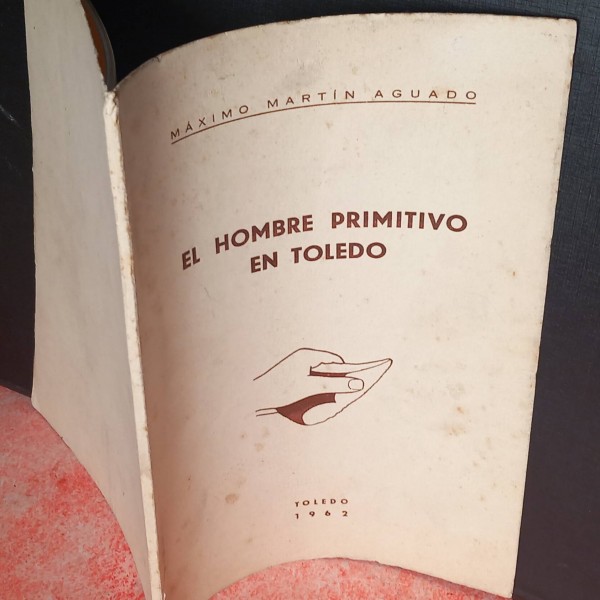 MÁXIMO MARTÍN AGUADO
EL HOMBRE PRIMITIVO
EN TOLEDO
TOLEDO
1962